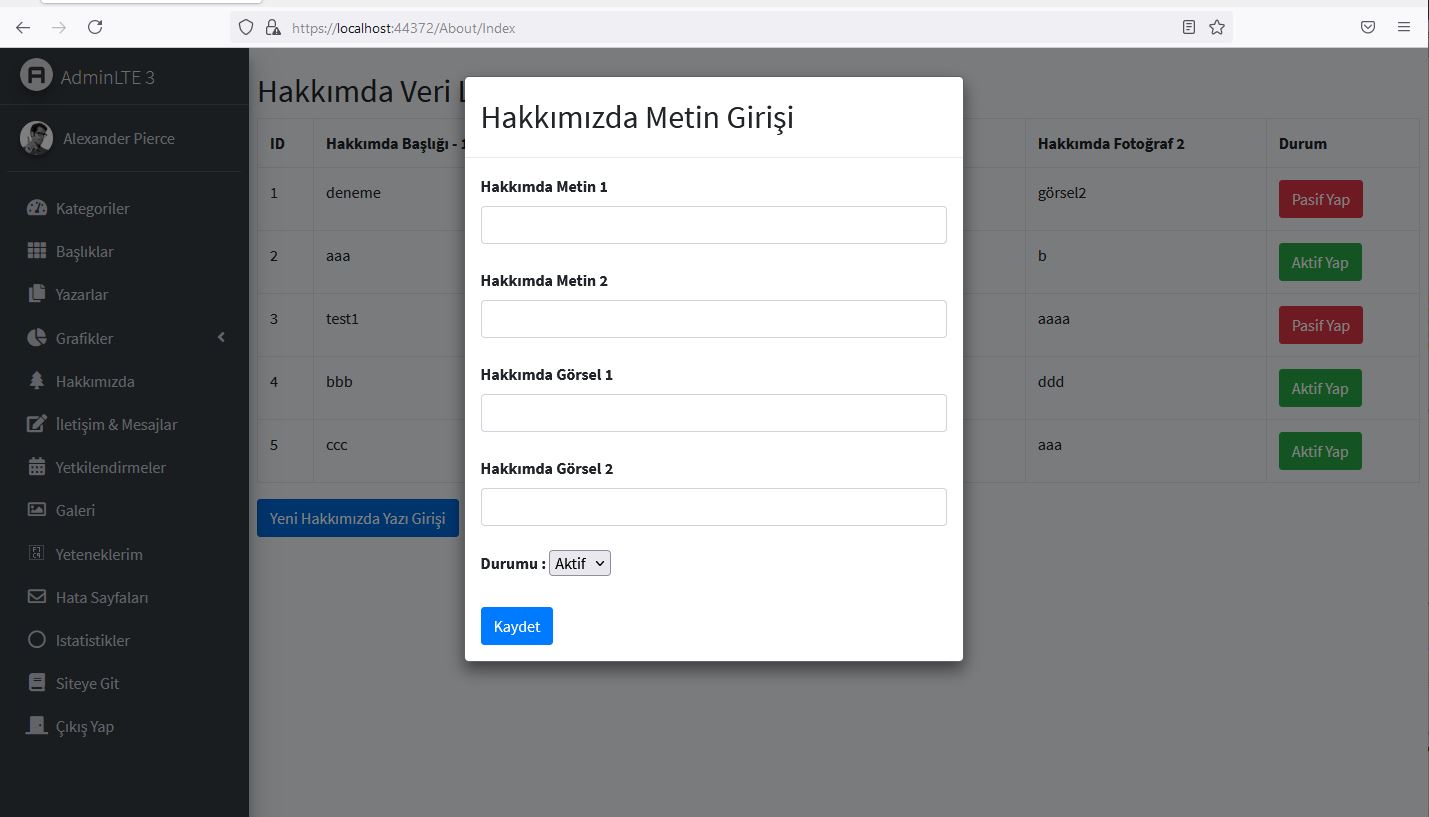 https://localhost:44372/About/Index
AdminLTE 3
Alexander Pierce
Kategoriler
Başlıklar
Yazarlar
Grafikler
Hakkımızda
İletişim & Mesajlar
Yetkilendirmeler
Galeri
Yeteneklerim
Hata Sayfaları
Istatistikler
Siteye Git
Çıkış Yap
Hakkımda Veri
ID Hakkımda Başlığı - Hakkımda Fotoğraf 2 Durum
1 deneme görsel2 Pasif Yap
2 aaa b Aktif Yap
3 test1 aaaa Pasif Yap
4 bbb ddd Aktif Yap
5 ccc aaa Aktif Yap
Yeni Hakkımızda Yazı Girişi
Hakkımızda Metin Girişi
Hakkımda Metin 1
Hakkımda Metin 2
Hakkımda Görsel 1
Hakkımda Görsel 2
Durumu : Aktif
Kaydet